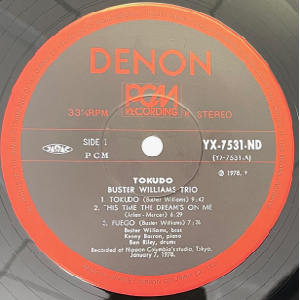 DENON
PCM
RECORDING
33⅓RPM
STEREO
SIDE 1
PCM
YX-7531-ND
(YX-7531-A)
℗ 1978. 9
TOKUDO
BUSTER WILLIAMS TRIO
1. TOKUDO (Buster Williams) 9:42
2. THIS TIME THE DREAM'S ON ME
(Arlen - Mercer) 6:29
3. FUEGO (Buster Williams) 7:26
Buster Williams, bass
Kenny Barron, piano
Ben Riley, drums
Recorded at Nippon Columbia's studio, Tokyo,
January 7, 1978.